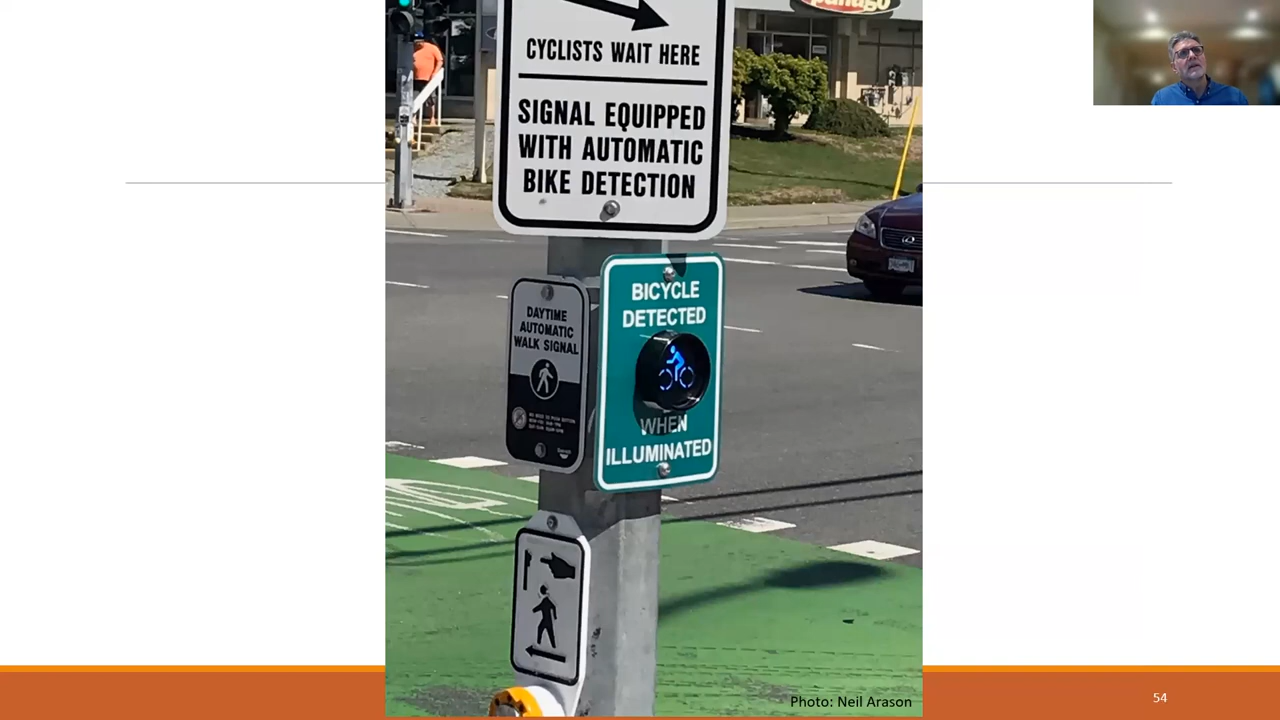 panago
CYCLISTS WAIT HERE
SIGNAL EQUIPPED
WITH AUTOMATIC
BIKE DETECTION
BICYCLE
DETECTED
WHEN
ILLUMINATED
DAYTIME
AUTOMATIC
WALK SIGNAL
Photo: Neil Arason
54